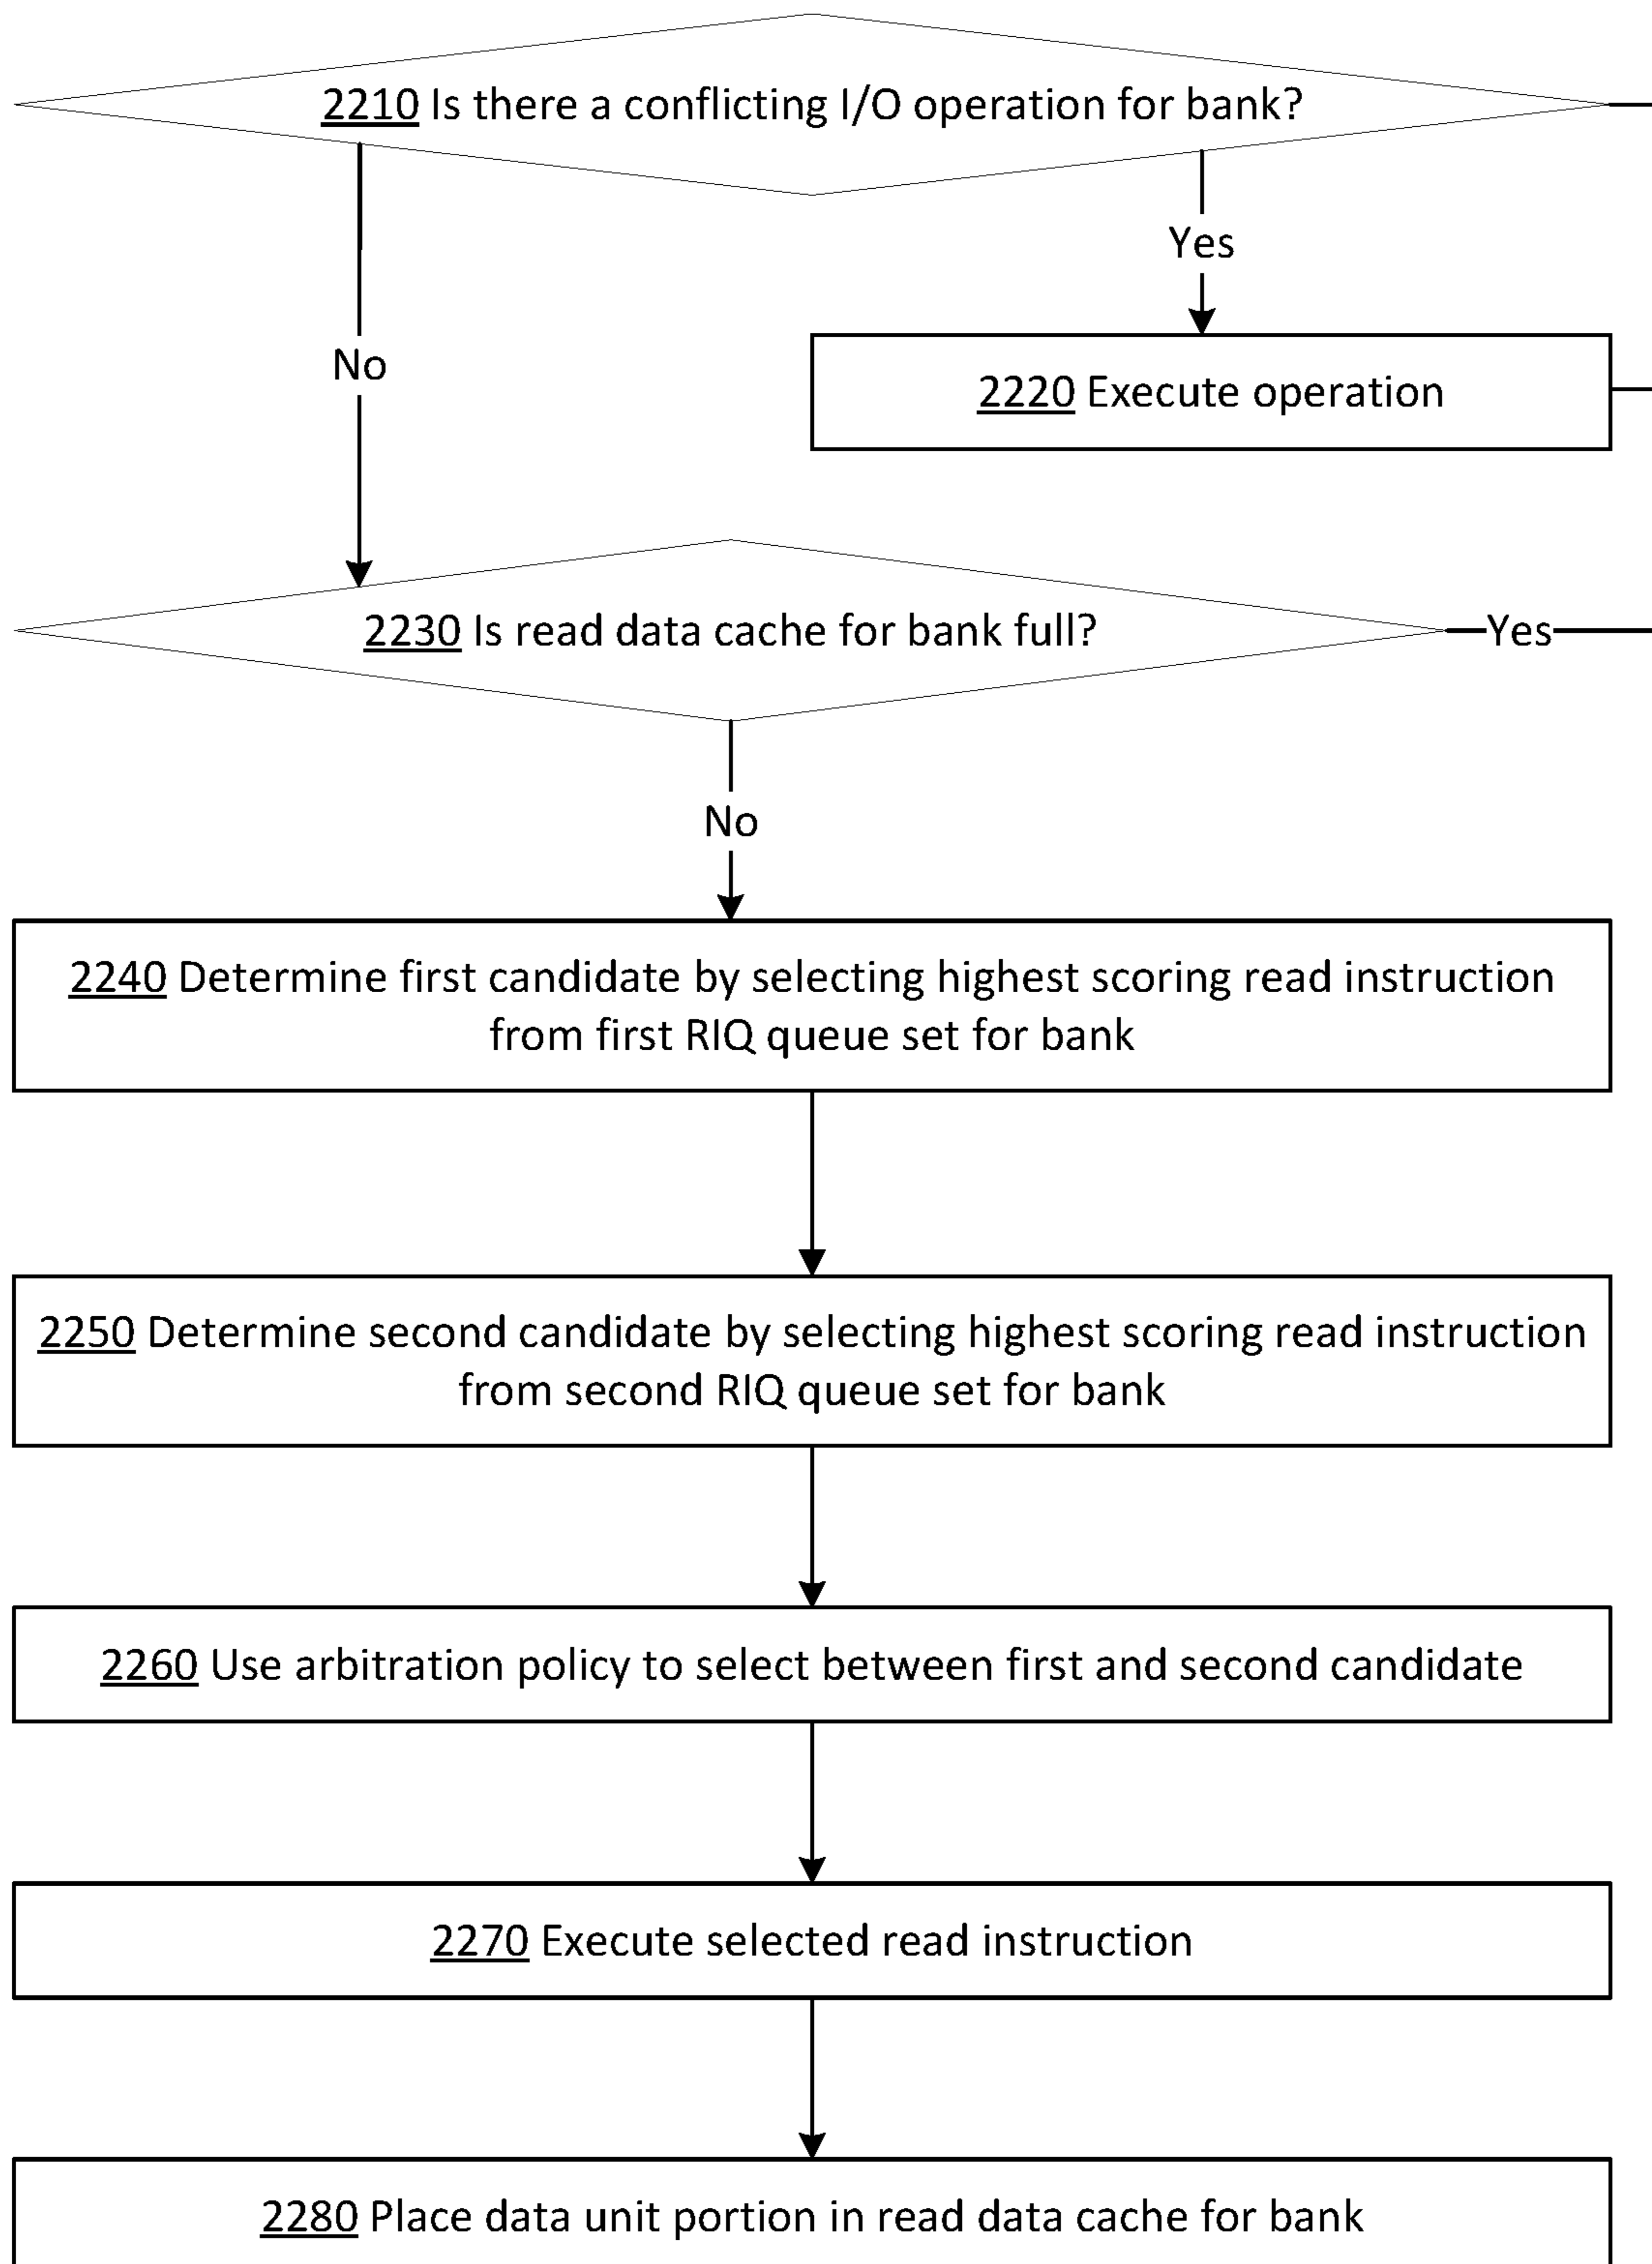 2210 Is there a conflicting I/O operation for bank?
Yes
No
2220 Execute operation
2230 Is read data cache for bank full?
Yes
No
2240 Determine first candidate by selecting highest scoring read instruction
from first RIQ queue set for bank
2250 Determine second candidate by selecting highest scoring read instruction
from second RIQ queue set for bank
2260 Use arbitration policy to select between first and second candidate
2270 Execute selected read instruction
2280 Place data unit portion in read data cache for bank